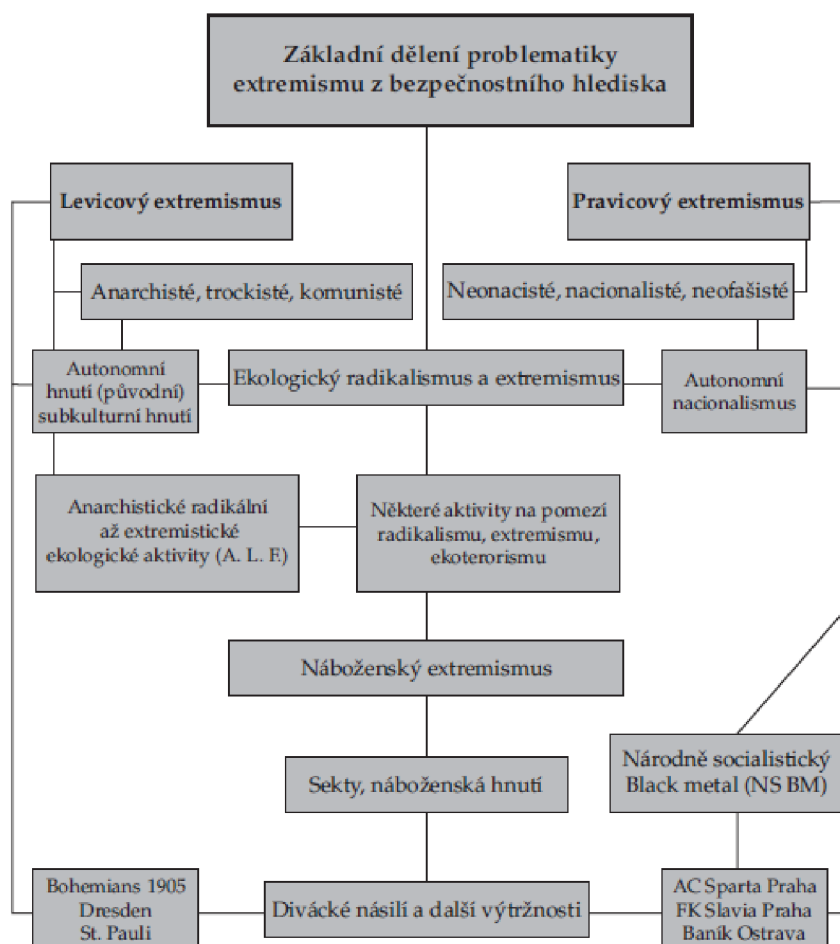 Základní dělení problematiky
extremismu z bezpečnostního hlediska
Levicový extremismus
Pravicový extremismus
Anarchisté, trockisté, komunisté
Neonacisté, nacionalisté, neofašisté
Autonomní
hnutí (původní)
subkulturní hnutí
Ekologický radikalismus a extremismus
Autonomní
nacionalismus
Anarchistické radikální
až extremistické
ekologické aktivity (A. L. F.)
Některé aktivity na pomezí
radikalismu, extremismu,
ekoterorismu
Náboženský extremismus
Sekty, náboženská hnutí
Národně socialistický
Black metal (NS BM)
Bohemians 1905
Dresden
St. Pauli
Divácké násilí a další výtržnosti
AC Sparta Praha
FK Slavia Praha
Baník Ostrava